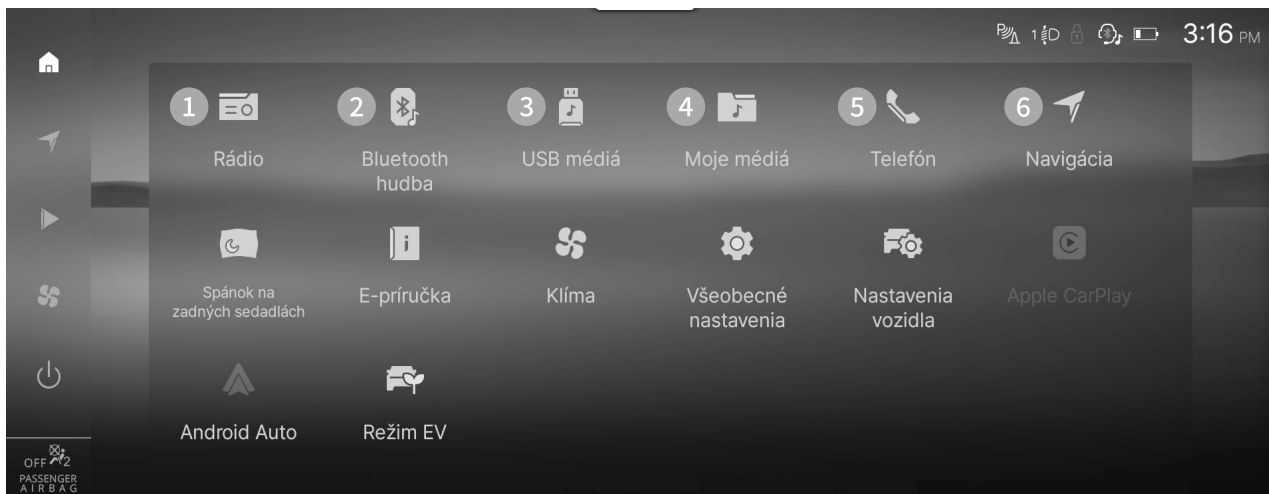 3:16 PM
1 2 3 4 5 6
Rádio Bluetooth USB médiá Moje médiá Telefón Navigácia
hudba
Spánok na E-príručka Klíma Všeobecné Nastavenia Apple CarPlay
zadných sedadlách nastavenia vozidla
Android Auto Režim EV
OFF 2
PASSENGER
AIRBAG